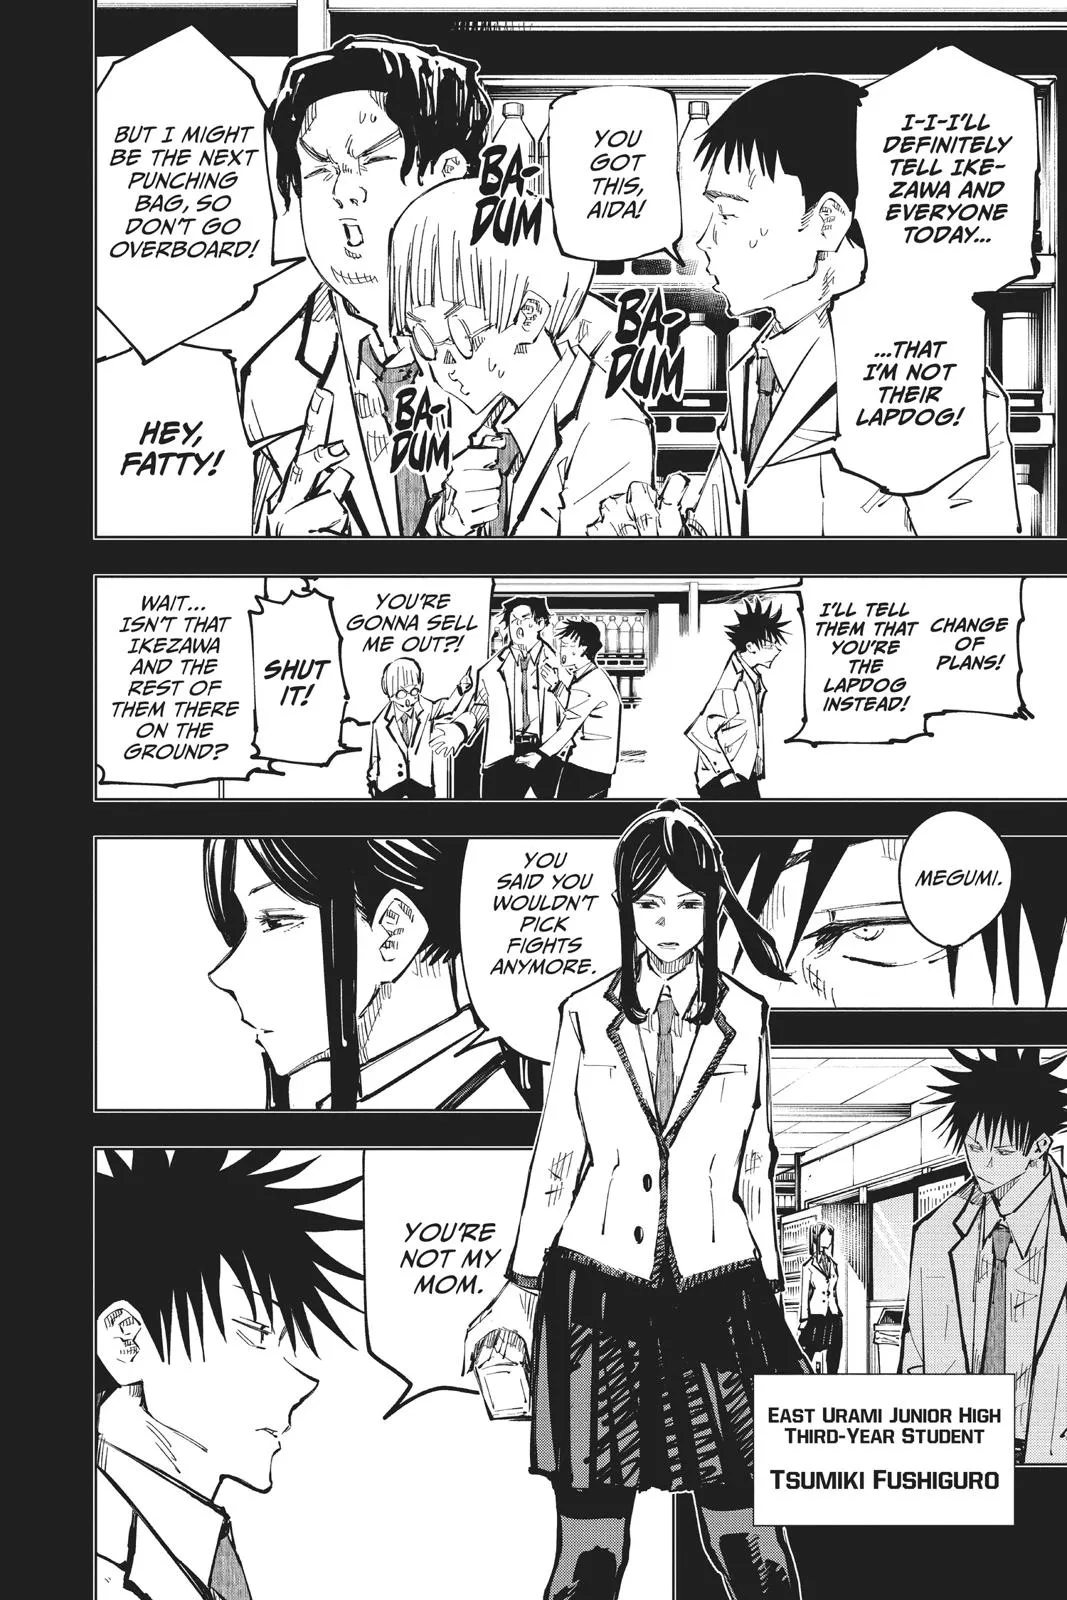 I-I-I'LL
DEFINITELY
TELL IKE-
ZAWA AND
EVERYONE
TODAY...
...THAT
I'M NOT
THEIR
LAPDOG!
YOU
GOT
THIS,
AIDA!
BA-
DUM
BA-
DUM
BA-
DUM
BUT I MIGHT
BE THE NEXT
PUNCHING
BAG, SO
DON'T GO
OVERBOARD!
HEY,
FATTY!
CHANGE
OF
PLANS!
I'LL TELL
THEM THAT
YOU'RE
THE
LAPDOG
INSTEAD!
YOU'RE
GONNA SELL
ME OUT?!
SHUT
IT!
WAIT...
ISN'T THAT
IKEZAWA
AND THE
REST OF
THEM THERE
ON THE
GROUND?
MEGUMI.
YOU
SAID YOU
WOULDN'T
PICK
FIGHTS
ANYMORE.
YOU'RE
NOT MY
MOM.
EAST URAMI JUNIOR HIGH
THIRD-YEAR STUDENT
TSUMIKI FUSHIGURO